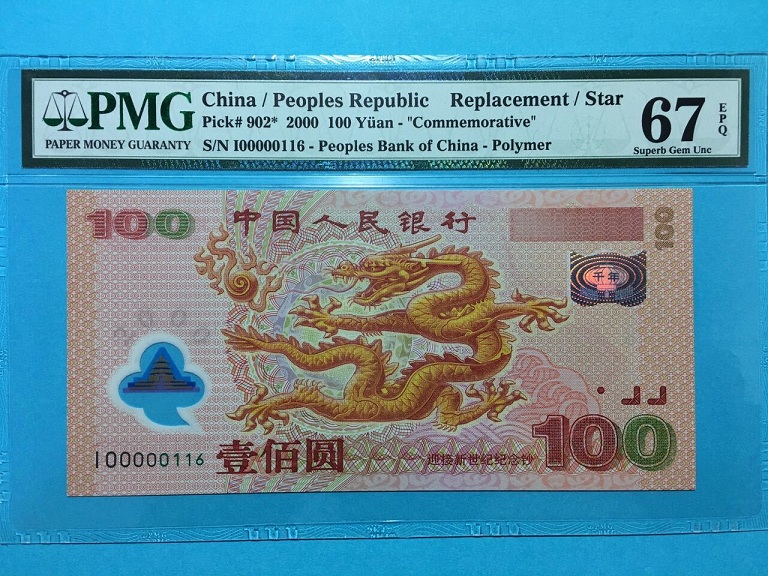 PMG
PAPER MONEY GUARANTY
China / Peoples Republic Replacement / Star
Pick# 902* 2000 100 Yüan - "Commemorative"
S/N I00000116 - Peoples Bank of China - Polymer
67
EPQ
Superb Gem Unc
100
中国人民银行
100
千年
2000
I 00000116
壹佰圆
迎接新世纪纪念钞
100